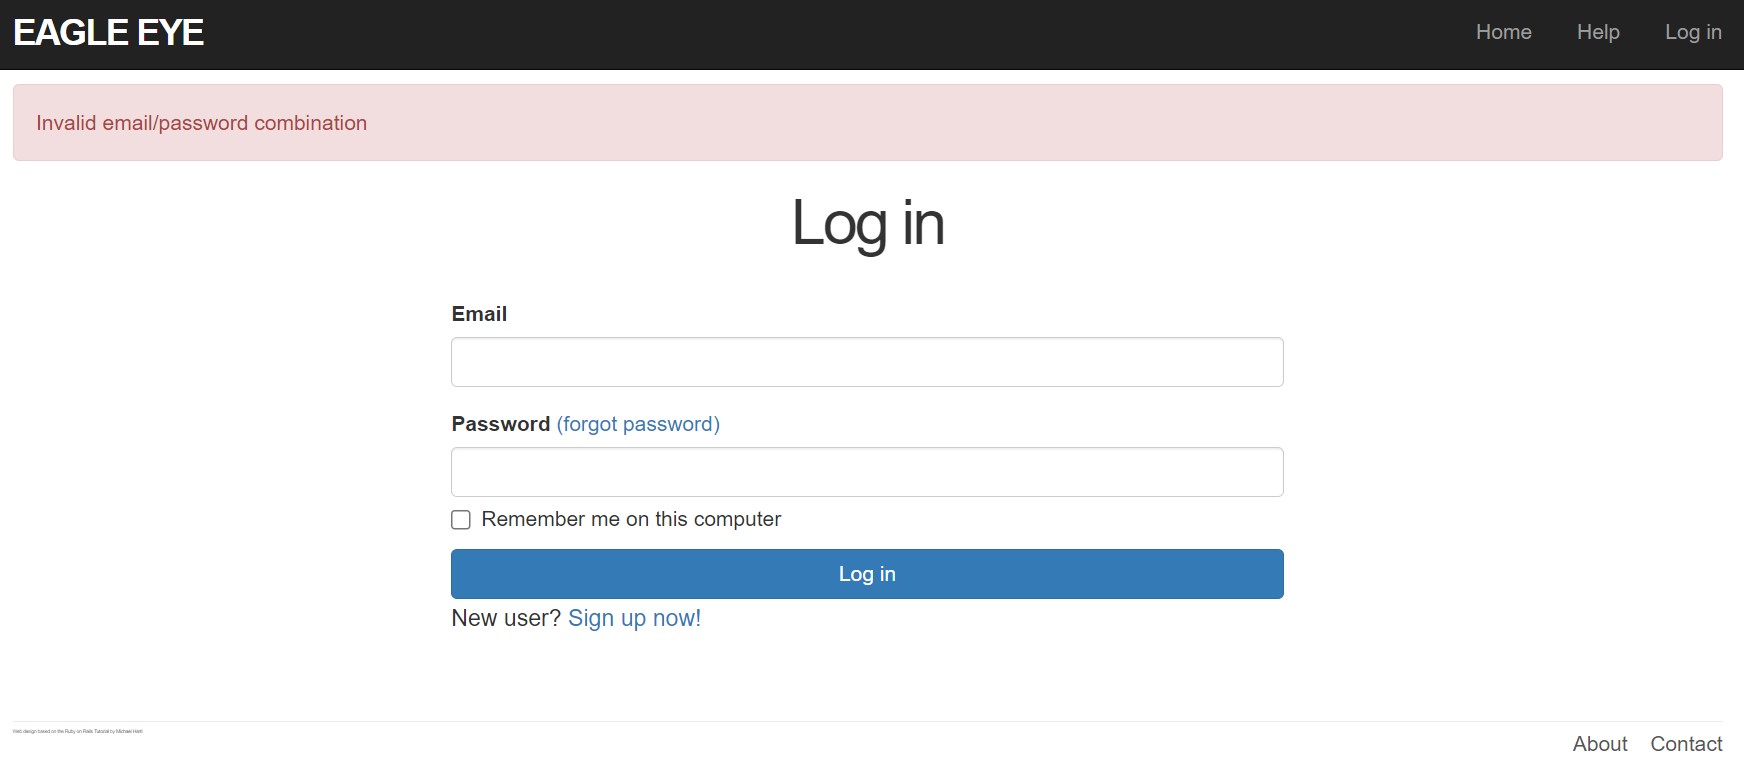 EAGLE EYE
Home Help Log in
Invalid email/password combination
Log in
Email
Password (forgot password)
Remember me on this computer
Log in
New user? Sign up now!
Web design based on the Ruby on Rails Tutorial by Michael Hartl
About Contact